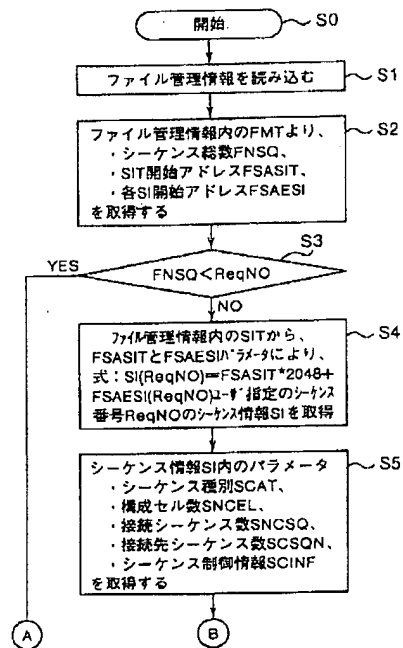 開始
S0
ファイル管理情報を読み込む
S1
ファイル管理情報内のFMTより、
・シーケンス総数FNSQ、
・SIT開始アドレスFSASIT、
・各SI開始アドレスFSAESI
を取得する
S2
S3
YES
FNSQ<ReqNO
NO
ファイル管理情報内のSITから、
FSASITとFSAESIパラメータにより、
式:SI(ReqNO)=FSASIT*2048+
FSAESI(ReqNO)ユーザ指定のシーケンス
番号ReqNOのシーケンス情報SIを取得
S4
シーケンス情報SI内のパラメータ
・シーケンス種別SCAT、
・構成セル数SNCEL、
・接続シーケンス数SNCSQ、
・接続先シーケンス数SCSQN、
・シーケンス制御情報SCINF
を取得する
S5
A
B